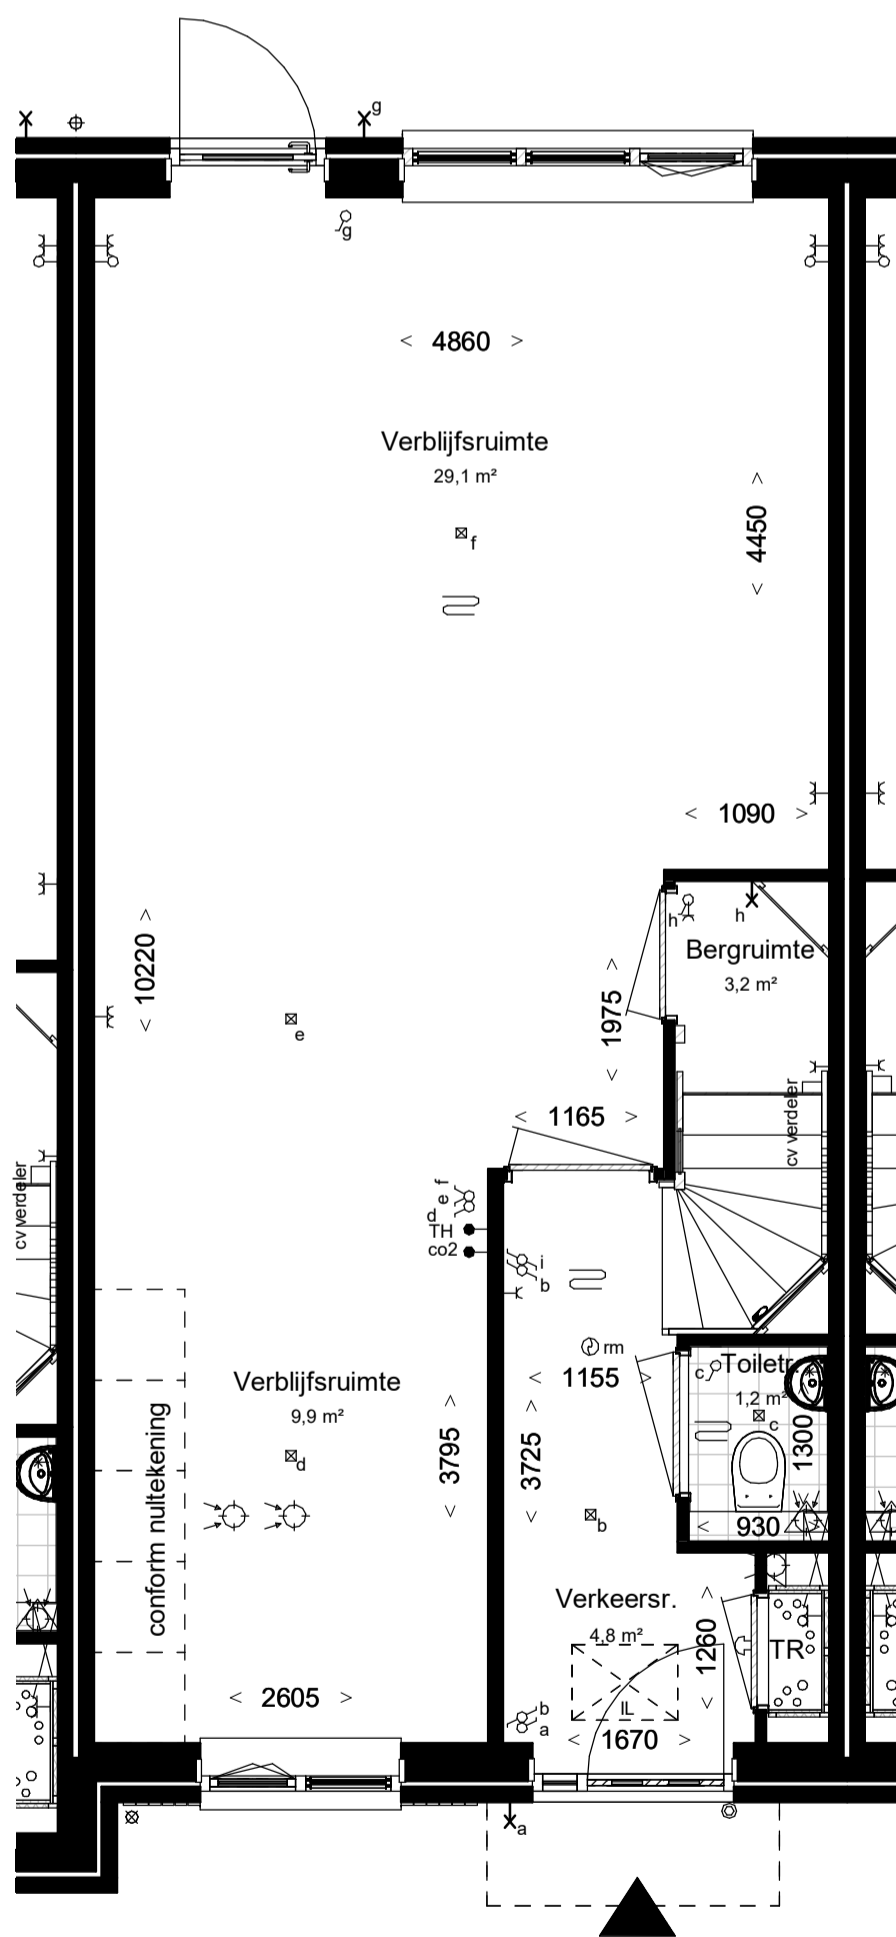 g
g
4860
Verblijfsruimte
29,1 m²
4450
f
1090
h
h
Bergruimte
3,2 m²
10220
1975
e
1165
cv verdeler
cv verdeler
f
e
d
TH
co2
i
b
rm
1155
c
Toiletr.
1,2 m²
c
1300
Verblijfsruimte
9,9 m²
3795
3725
d
conform nultekening
b
930
Verkeersr.
4,8 m²
1260
TR
IL
2605
b
a
1670
a